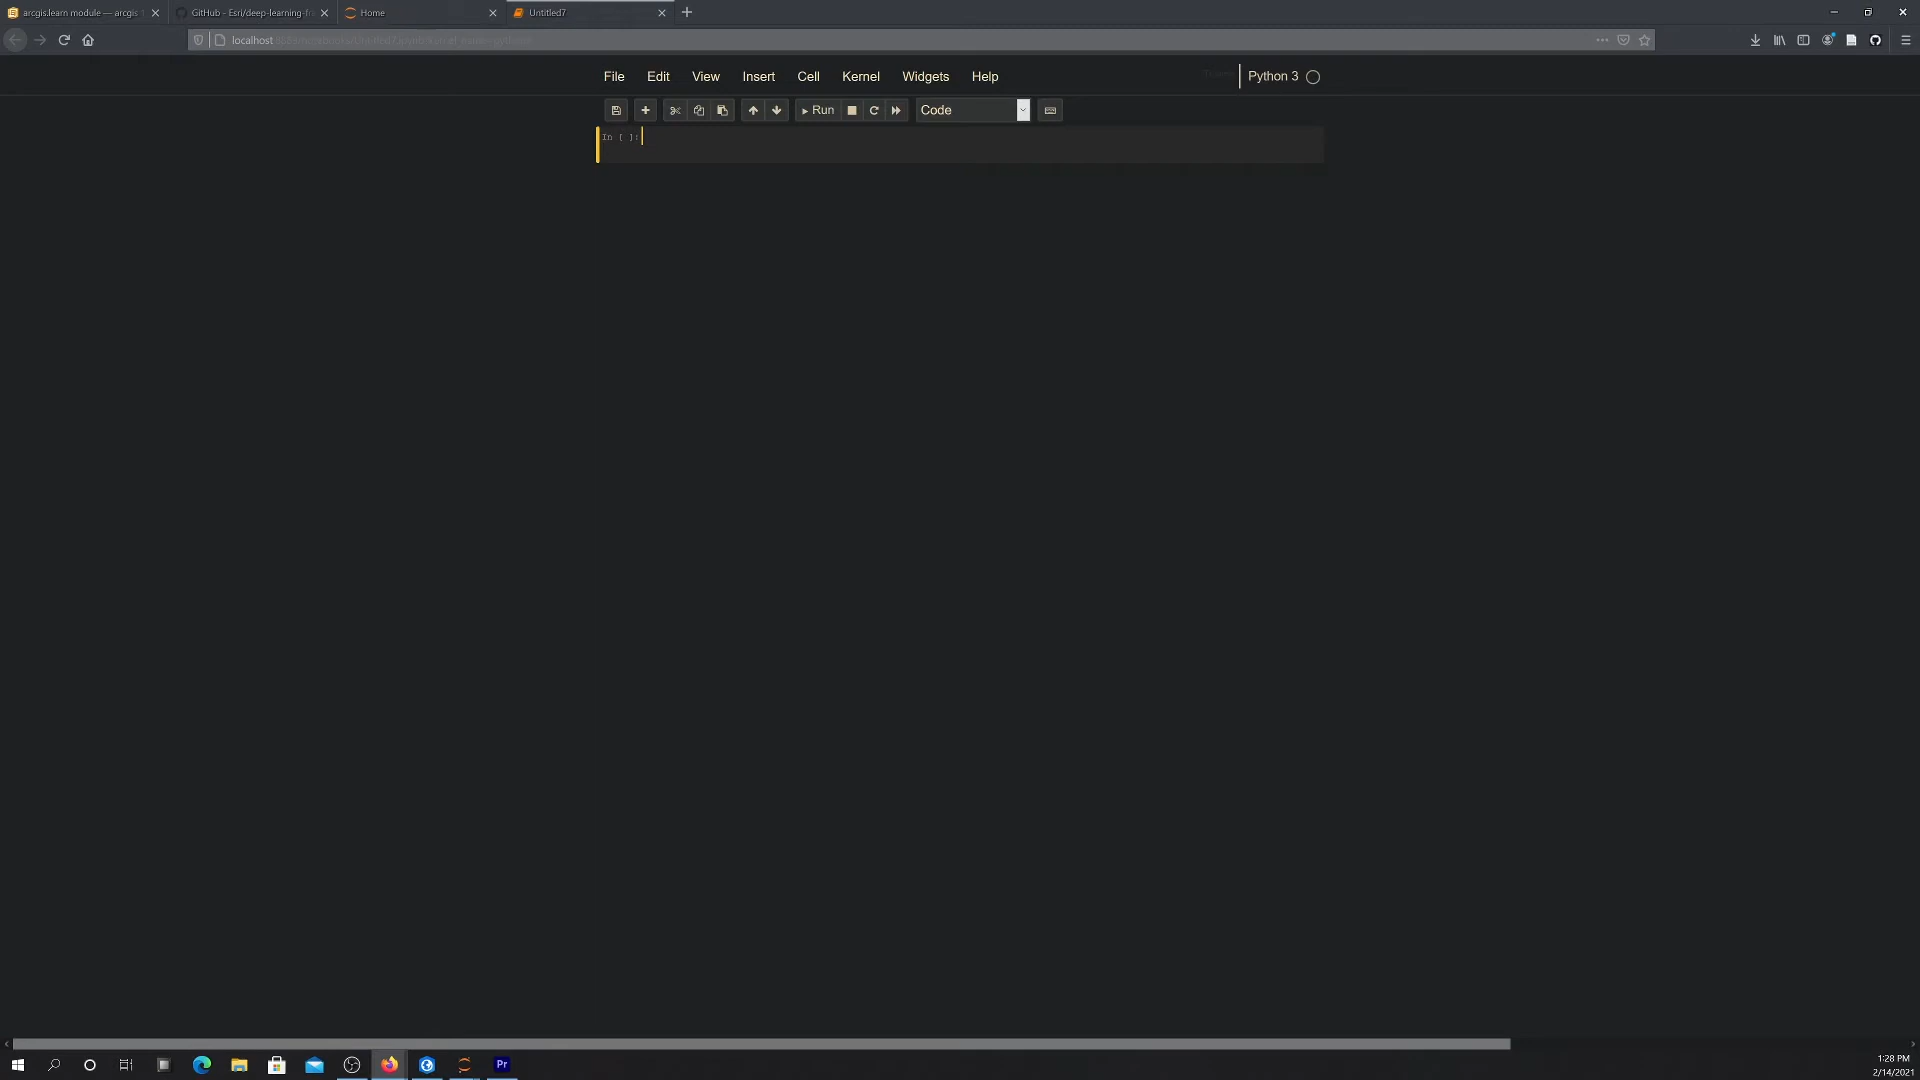 arcgis.learn module — arcgis
GitHub - Esri/deep-learning-fr
Home
Untitled7
localhost
File Edit View Insert Cell Kernel Widgets Help
Python 3
Run
Code
In [ ]:
Pr
1:28 PM
2/14/2021